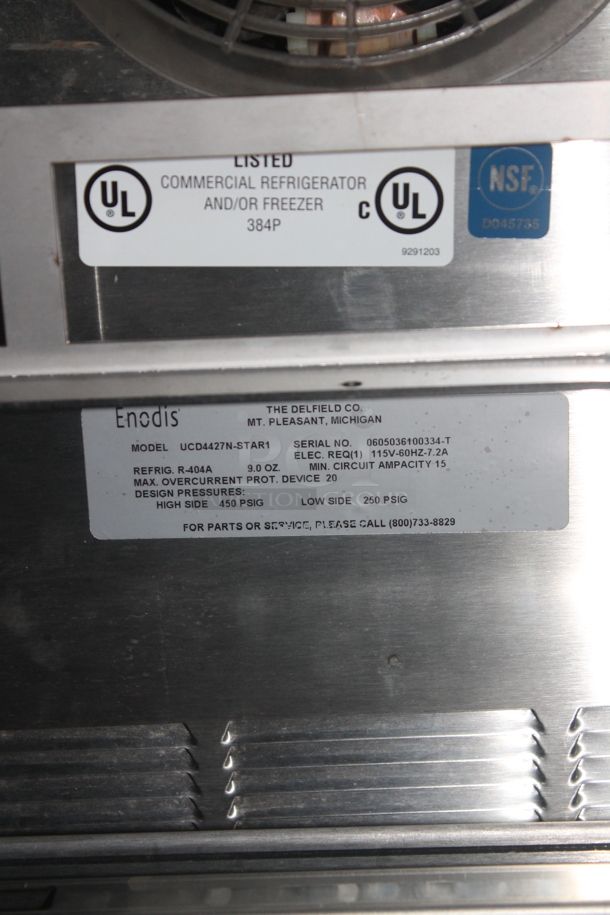 LISTED
UL
®
COMMERCIAL REFRIGERATOR
AND/OR FREEZER
384P
C UL
®
9291203
NSF®
D045735
Enodis
THE DELFIELD CO.
MT. PLEASANT, MICHIGAN
MODEL UCD4427N-STAR1 SERIAL NO. 0605036100334-T
ELEC. REQ(1) 115V-60HZ-7.2A
REFRIG. R-404A 9.0 OZ. MIN. CIRCUIT AMPACITY 15
MAX. OVERCURRENT PROT. DEVICE 20
DESIGN PRESSURES:
HIGH SIDE 450 PSIG LOW SIDE 250 PSIG
FOR PARTS OR SERVICE, PLEASE CALL (800)733-8829